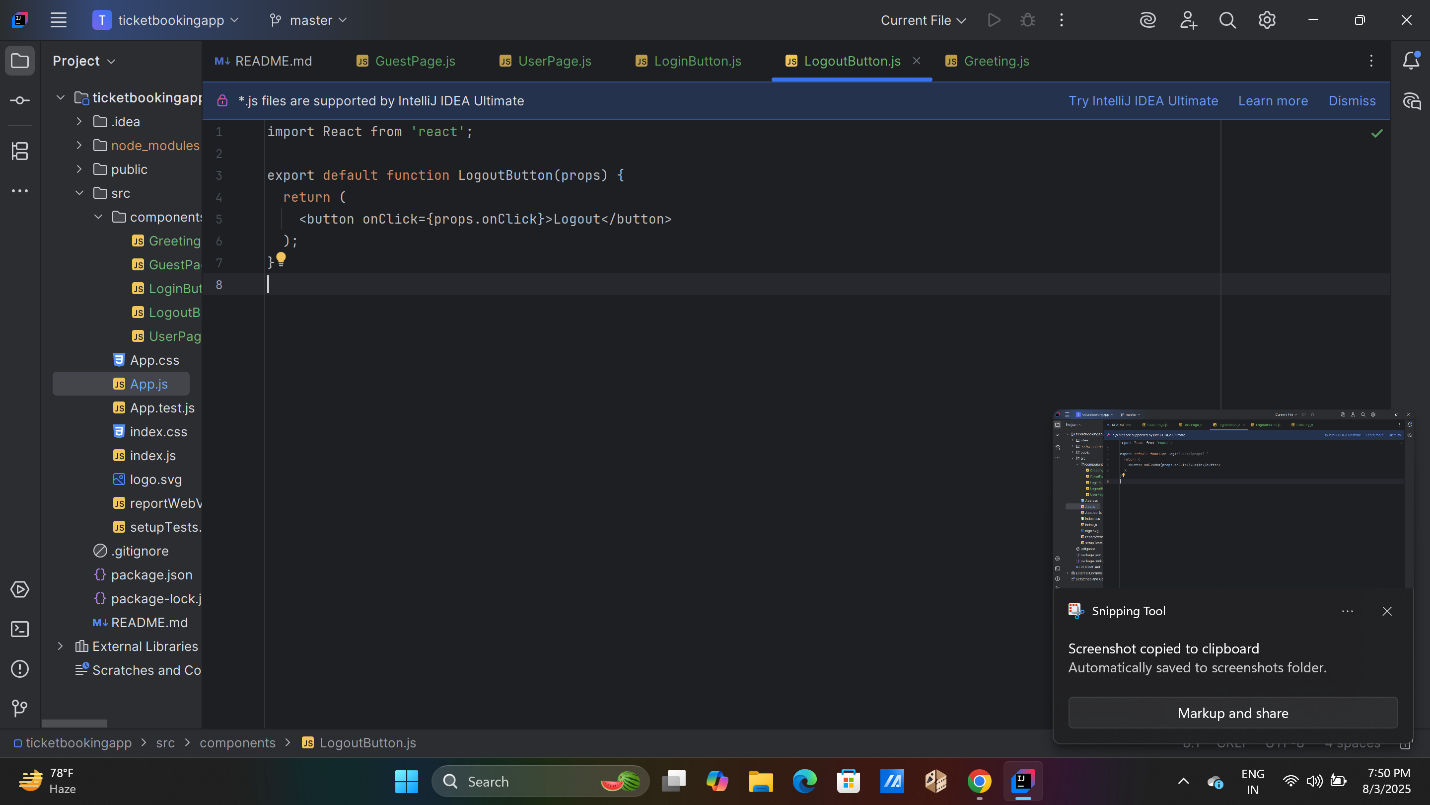 ticketbookingapp
master
Current File
Project
README.md
GuestPage.js
UserPage.js
LoginButton.js
LogoutButton.js
Greeting.js
*.js files are supported by IntelliJ IDEA Ultimate
Try IntelliJ IDEA Ultimate
Learn more
Dismiss
ticketbookingapp
.idea
node_modules
public
src
components
Greeting
GuestPa
LoginBut
LogoutB
UserPag
App.css
App.js
App.test.js
index.css
index.js
logo.svg
reportWebV
setupTests.
.gitignore
package.json
package-lock.j
README.md
External Libraries
Scratches and Co
1 import React from 'react';
2
3 export default function LogoutButton(props) {
4 return (
5 <button onClick={props.onClick}>Logout</button>
6 );
7 }
8
Snipping Tool
Screenshot copied to clipboard
Automatically saved to screenshots folder.
Markup and share
ticketbookingapp > src > components > LogoutButton.js
78°F
Haze
Search
ENG
IN
7:50 PM
8/3/2025